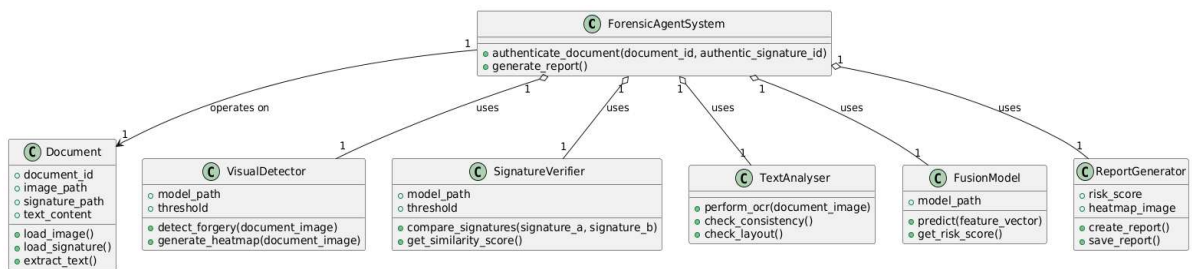 C ForensicAgentSystem
authenticate_document(document_id, authentic_signature_id)
generate_report()
1
1
1
1
1
1
operates on
uses
uses
uses
uses
uses
1
1
1
1
1
1
C Document
document_id
image_path
signature_path
text_content
load_image()
load_signature()
extract_text()
C VisualDetector
model_path
threshold
detect_forgery(document_image)
generate_heatmap(document_image)
C SignatureVerifier
model_path
threshold
compare_signatures(signature_a, signature_b)
get_similarity_score()
C TextAnalyser
perform_ocr(document_image)
check_consistency()
check_layout()
C FusionModel
model_path
predict(feature_vector)
get_risk_score()
C ReportGenerator
risk_score
heatmap_image
create_report()
save_report()